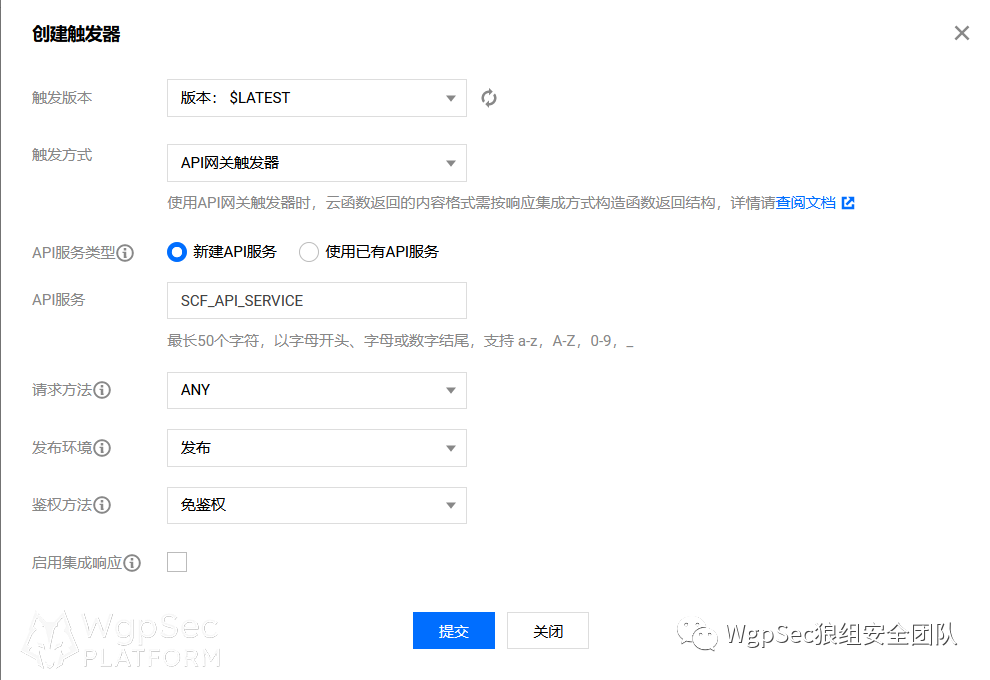 创建触发器
触发版本 版本： $LATEST
触发方式 API网关触发器
使用API网关触发器时，云函数返回的内容格式需按响应集成方式构造函数返回结构，详情请查阅文档
API服务类型 新建API服务 使用已有API服务
API服务 SCF_API_SERVICE
最长50个字符，以字母开头、字母或数字结尾，支持 a-z，A-Z，0-9，_
请求方法 ANY
发布环境 发布
鉴权方法 免鉴权
启用集成响应
提交 关闭
WgpSec
PLATFORM
WgpSec狼组安全团队